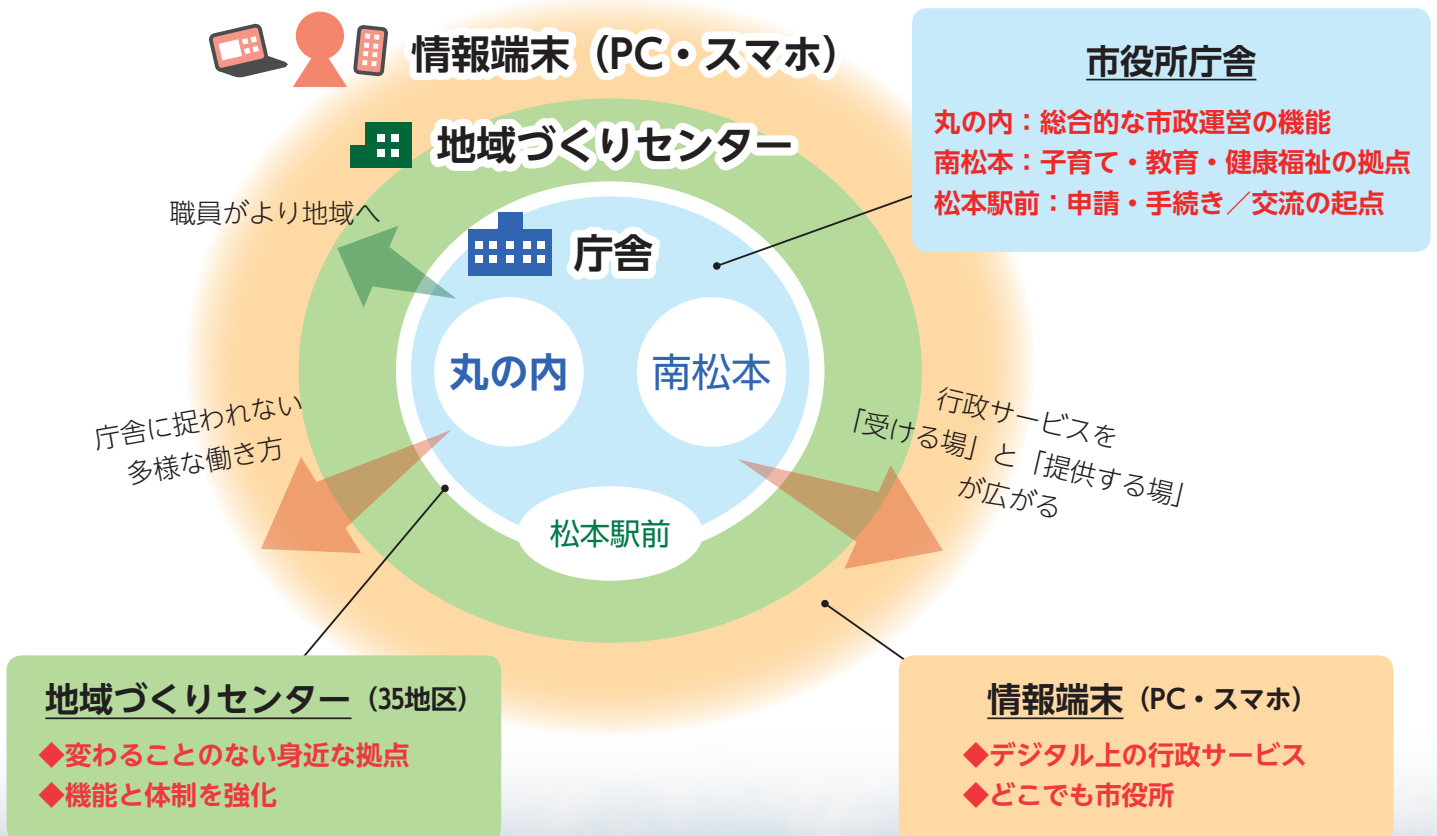 情報端末（PC・スマホ）
地域づくりセンター
職員がより地域へ
庁舎
丸の内
南松本
松本駅前
庁舎に捉われない
多様な働き方
行政サービスを
「受ける場」と「提供する場」
が広がる
市役所庁舎
丸の内：総合的な市政運営の機能
南松本：子育て・教育・健康福祉の拠点
松本駅前：申請・手続き／交流の起点
地域づくりセンター（35地区）
◆変わることのない身近な拠点
◆機能と体制を強化
情報端末（PC・スマホ）
◆デジタル上の行政サービス
◆どこでも市役所